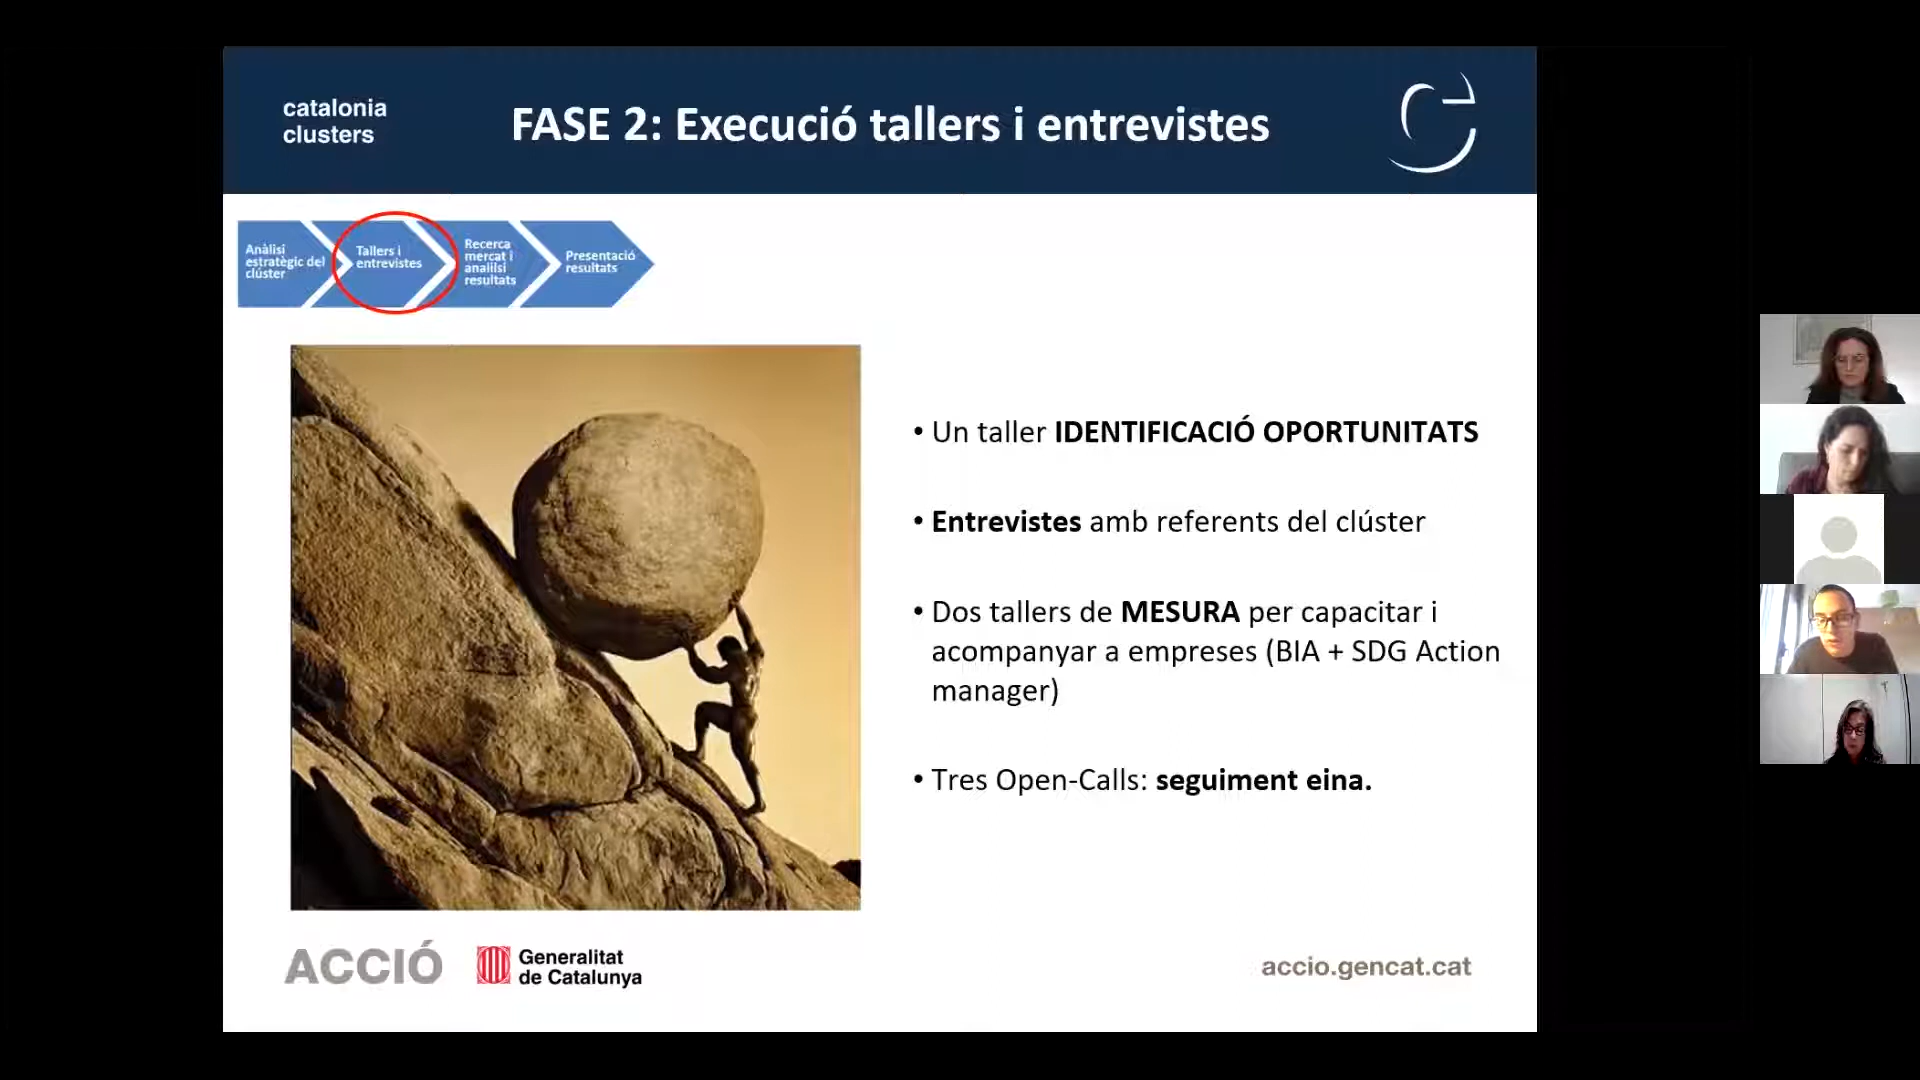 catalonia
clusters
FASE 2: Execució tallers i entrevistes
Anàlisi
estratègic del
clúster
Tallers i
entrevistes
Recerca
mercat i
analisi
resultats
Presentació
resultats
• Un taller IDENTIFICACIÓ OPORTUNITATS
• Entrevistes amb referents del clúster
• Dos tallers de MESURA per capacitar i
acompanyar a empreses (BIA + SDG Action
manager)
• Tres Open-Calls: seguiment eina.
ACCIÓ
Generalitat
de Catalunya
accio.gencat.cat